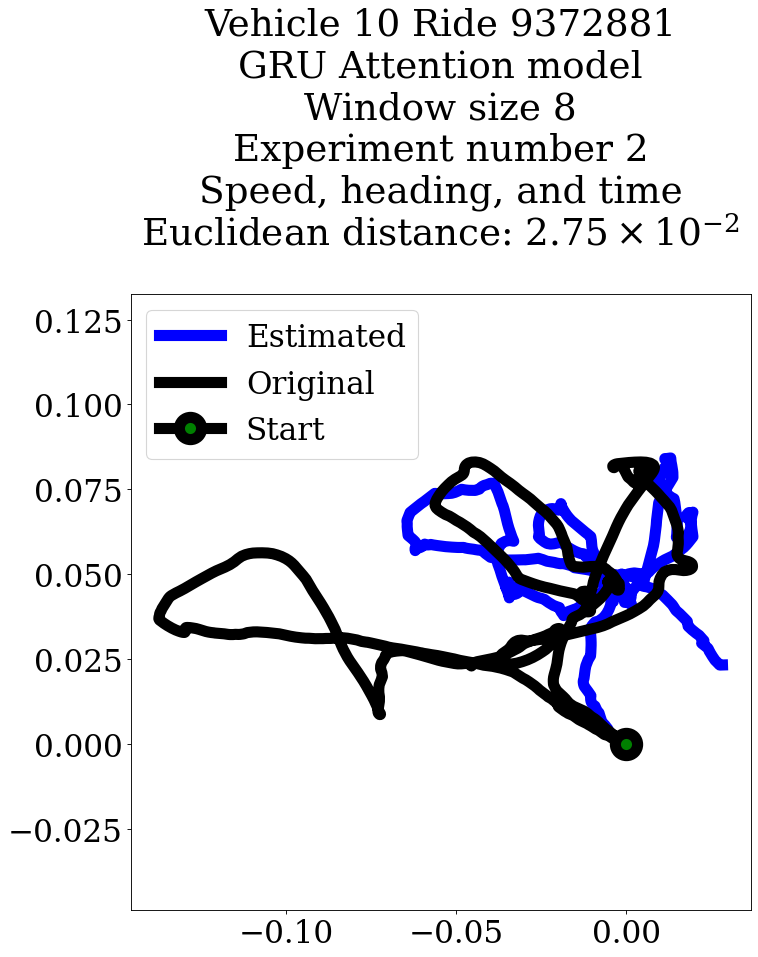 Vehicle 10 Ride 9372881
GRU Attention model
Window size 8
Experiment number 2
Speed, heading, and time
Euclidean distance: 2.75 × 10⁻²
Estimated
Original
Start
0.125
0.100
0.075
0.050
0.025
0.000
−0.025
−0.10
−0.05
0.00